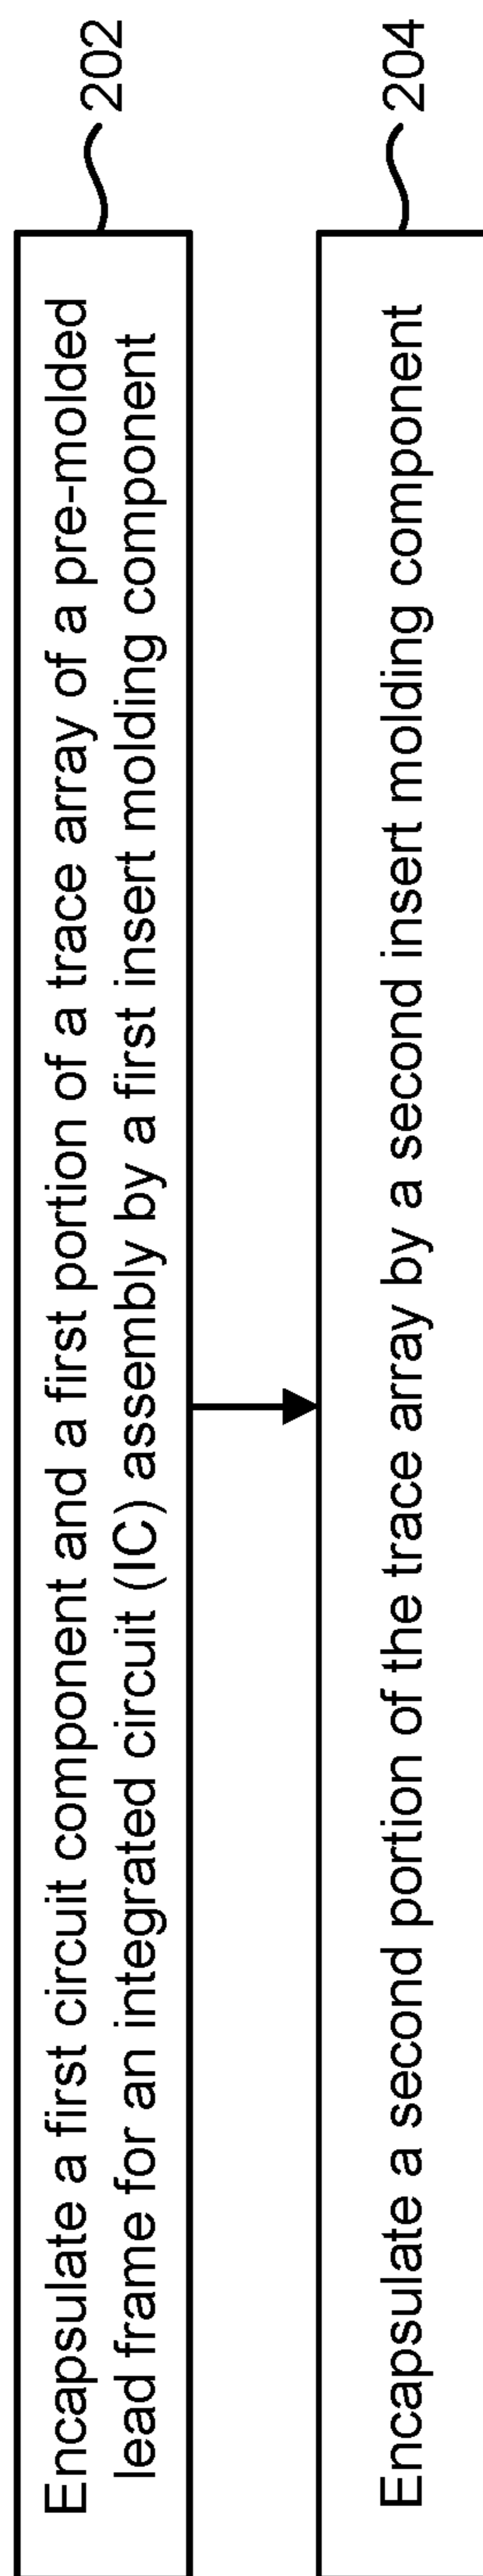 Encapsulate a first circuit component and a first portion of a trace array of a pre-molded
lead frame for an integrated circuit (IC) assembly by a first insert molding component
202
Encapsulate a second portion of the trace array by a second insert molding component
204